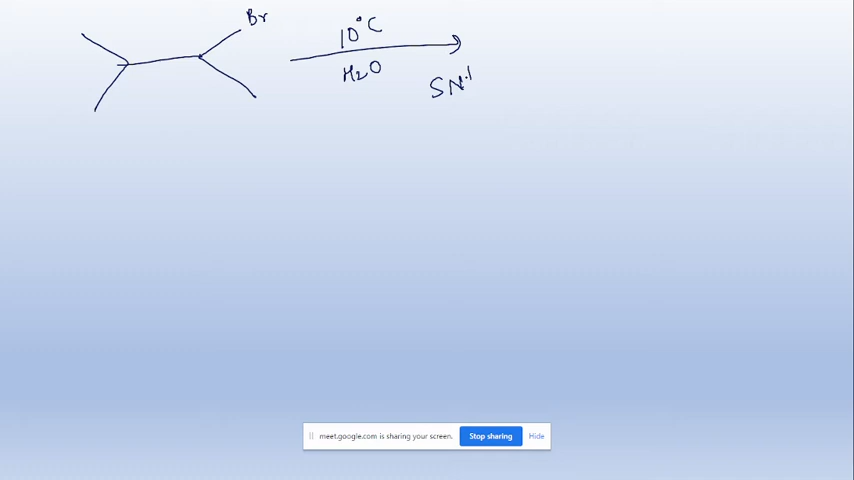 Br
10°C
H2O
SN1
meet.google.com is sharing your screen.
Stop sharing
Hide